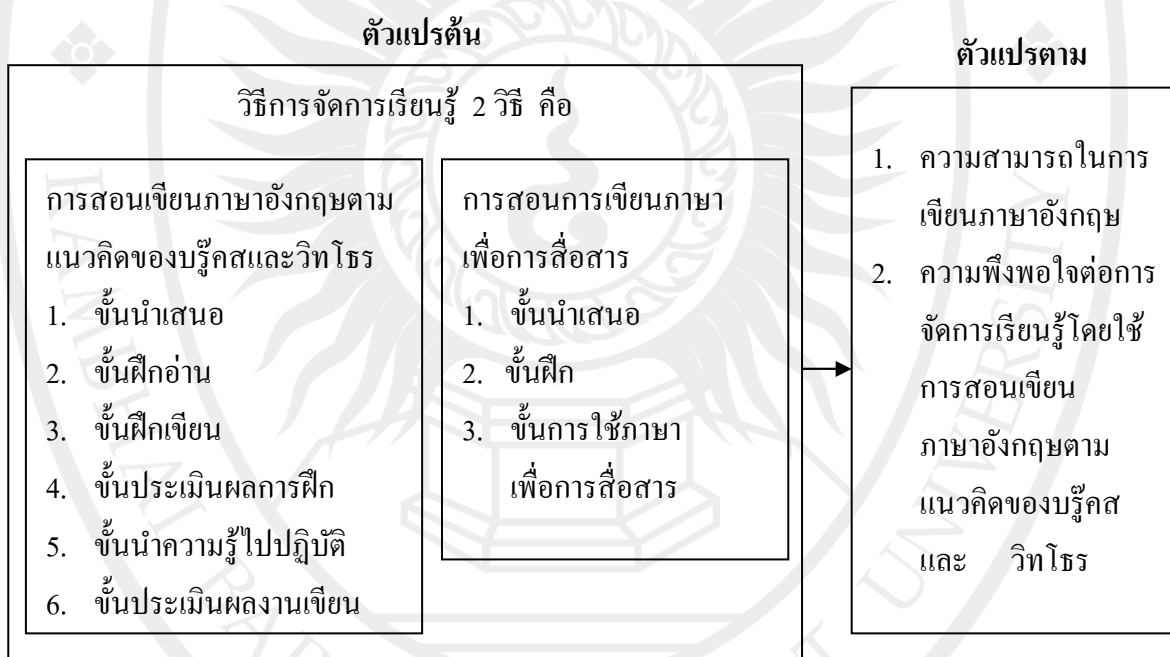 ตัวแปรต้น
วิธีการจัดการเรียนรู้ 2 วิธี คือ
การสอนเขียนภาษาอังกฤษตาม
แนวคิดของบรู๊คสและวิทโธร
1. ขั้นนำเสนอ
2. ขั้นฝึกอ่าน
3. ขั้นฝึกเขียน
4. ขั้นประเมินผลการฝึก
5. ขั้นนำความรู้ไปปฏิบัติ
6. ขั้นประเมินผลงานเขียน
การสอนการเขียนภาษา
เพื่อการสื่อสาร
1. ขั้นนำเสนอ
2. ขั้นฝึก
3. ขั้นการใช้ภาษา
เพื่อการสื่อสาร
ตัวแปรตาม
1. ความสามารถในการ
เขียนภาษาอังกฤษ
2. ความพึงพอใจต่อการ
จัดการเรียนรู้โดยใช้
การสอนเขียน
ภาษาอังกฤษตาม
แนวคิดของบรู๊คส
และ วิทโธร
UNIVERSITY